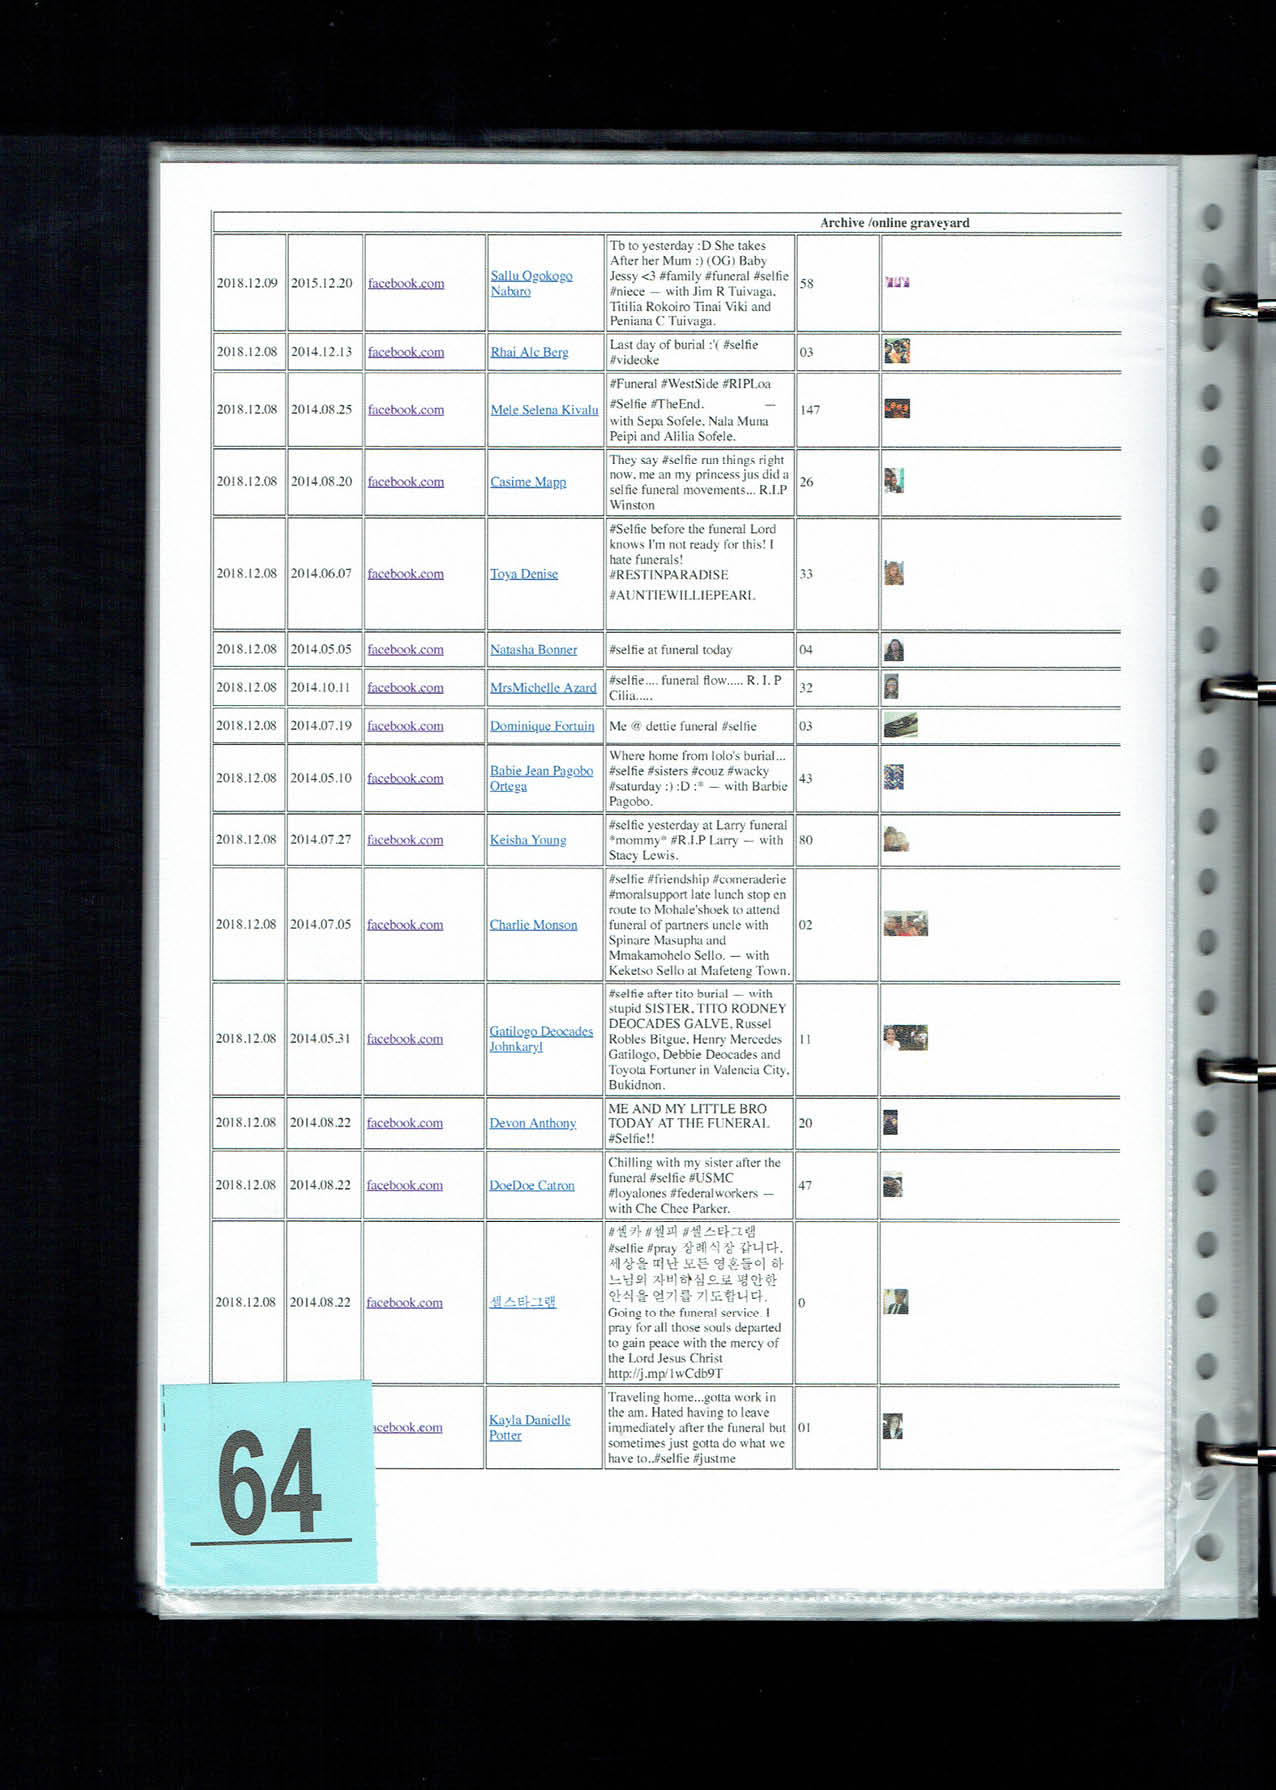 Archive /online graveyard
2018.12.09 2015.12.20 facebook.com Sallu Ogokogo
Nabaro
Tb to yesterday :D She takes
After her Mum :) (OG) Baby
Jessy <3 #family #funeral #selfie
#niece — with Jim R Tuivaga,
Titilia Rokoiro Tinai Viki and
Peniana C Tuivaga.
58
2018.12.08 2014.12.13 facebook.com Rhai Alc Berg
Last day of burial :'( #selfie
#videoke
03
2018.12.08 2014.08.25 facebook.com Mele Selena Kivalu
#Funeral #WestSide #RIPLoa
#Selfie #TheEnd. —
with Sepa Sofele, Nala Muna
Peipi and Alilia Sofele.
147
2018.12.08 2014.08.20 facebook.com Casime Mapp
They say #selfie run things right
now, me an my princess jus did a
selfie funeral movements... R.I.P
Winston
26
2018.12.08 2014.06.07 facebook.com Toya Denise
#Selfie before the funeral Lord
knows I'm not ready for this! I
hate funerals!
#RESTINPARADISE
#AUNTIEWILLIEPEARL
33
2018.12.08 2014.05.05 facebook.com Natasha Bonner
#selfie at funeral today
04
2018.12.08 2014.10.11 facebook.com MrsMichelle Azard
#selfie.... funeral flow..... R. I. P
Cilia.....
32
2018.12.08 2014.07.19 facebook.com Dominique Fortuin
Me @ dettie funeral #selfie
03
2018.12.08 2014.05.10 facebook.com Babie Jean Pagobo
Ortega
Where home from lolo's burial...
#selfie #sisters #couz #wacky
#saturday :) :D :* — with Barbie
Pagobo.
43
2018.12.08 2014.07.27 facebook.com Keisha Young
#selfie yesterday at Larry funeral
*mommy* #R.I.P Larry — with
Stacy Lewis.
80
2018.12.08 2014.07.05 facebook.com Charlie Monson
#selfie #friendship #comeraderie
#moralsupport late lunch stop en
route to Mohale'shoek to attend
funeral of partners uncle with
Spinare Masupha and
Mmakamohelo Sello. — with
Keketso Sello at Mafeteng Town.
02
2018.12.08 2014.05.31 facebook.com Gatilogo Deocades
Johnkaryl
#selfie after tito burial — with
stupid SISTER, TITO RODNEY
DEOCADES GALVE, Russel
Robles Bitgue, Henry Mercedes
Gatilogo, Debbie Deocades and
Toyota Fortuner in Valencia City,
Bukidnon.
11
2018.12.08 2014.08.22 facebook.com Devon Anthony
ME AND MY LITTLE BRO
TODAY AT THE FUNERAL
#Selfie!!
20
2018.12.08 2014.08.22 facebook.com DoeDoe Catron
Chilling with my sister after the
funeral #selfie #USMC
#loyalones #federalworkers —
with Che Chee Parker.
47
2018.12.08 2014.08.22 facebook.com 셀스타그램
#셀카 #셀피 #셀스타그램
#selfie #pray 장례식장 갑니다.
세상을 떠난 모든 영혼들이 하
느님의 자비하심으로 평안한
안식을 얻기를 기도합니다.
Going to the funeral service. I
pray for all those souls departed
to gain peace with the mercy of
the Lord Jesus Christ
http://j.mp/1wCdb9T
0
acebook.com Kayla Danielle
Potter
Traveling home...gotta work in
the am. Hated having to leave
immediately after the funeral but
sometimes just gotta do what we
have to..#selfie #justme
01
64